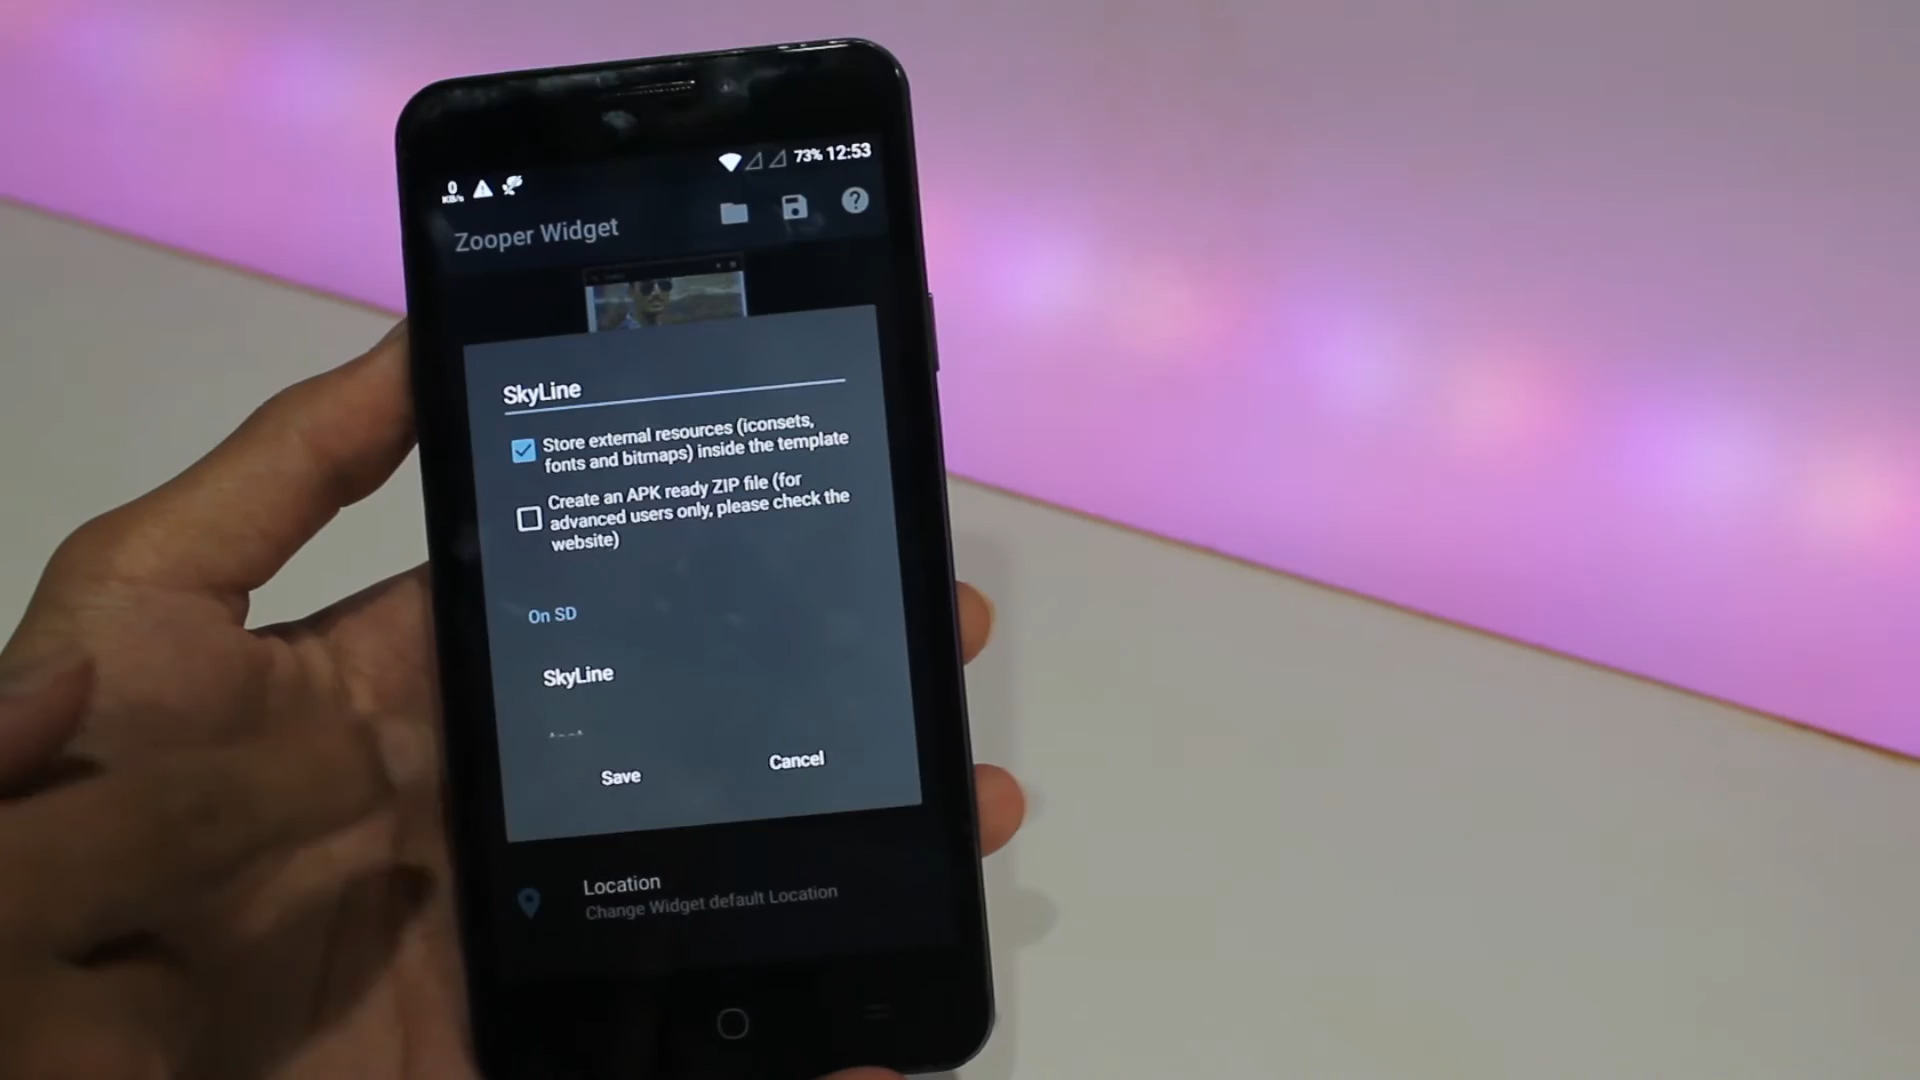 73% 12:53
0
KB/s
Zooper Widget
SkyLine
Store external resources (iconsets,
fonts and bitmaps) inside the template
Create an APK ready ZIP file (for
advanced users only, please check the
website)
On SD
SkyLine
Save
Cancel
Location
Change Widget default Location